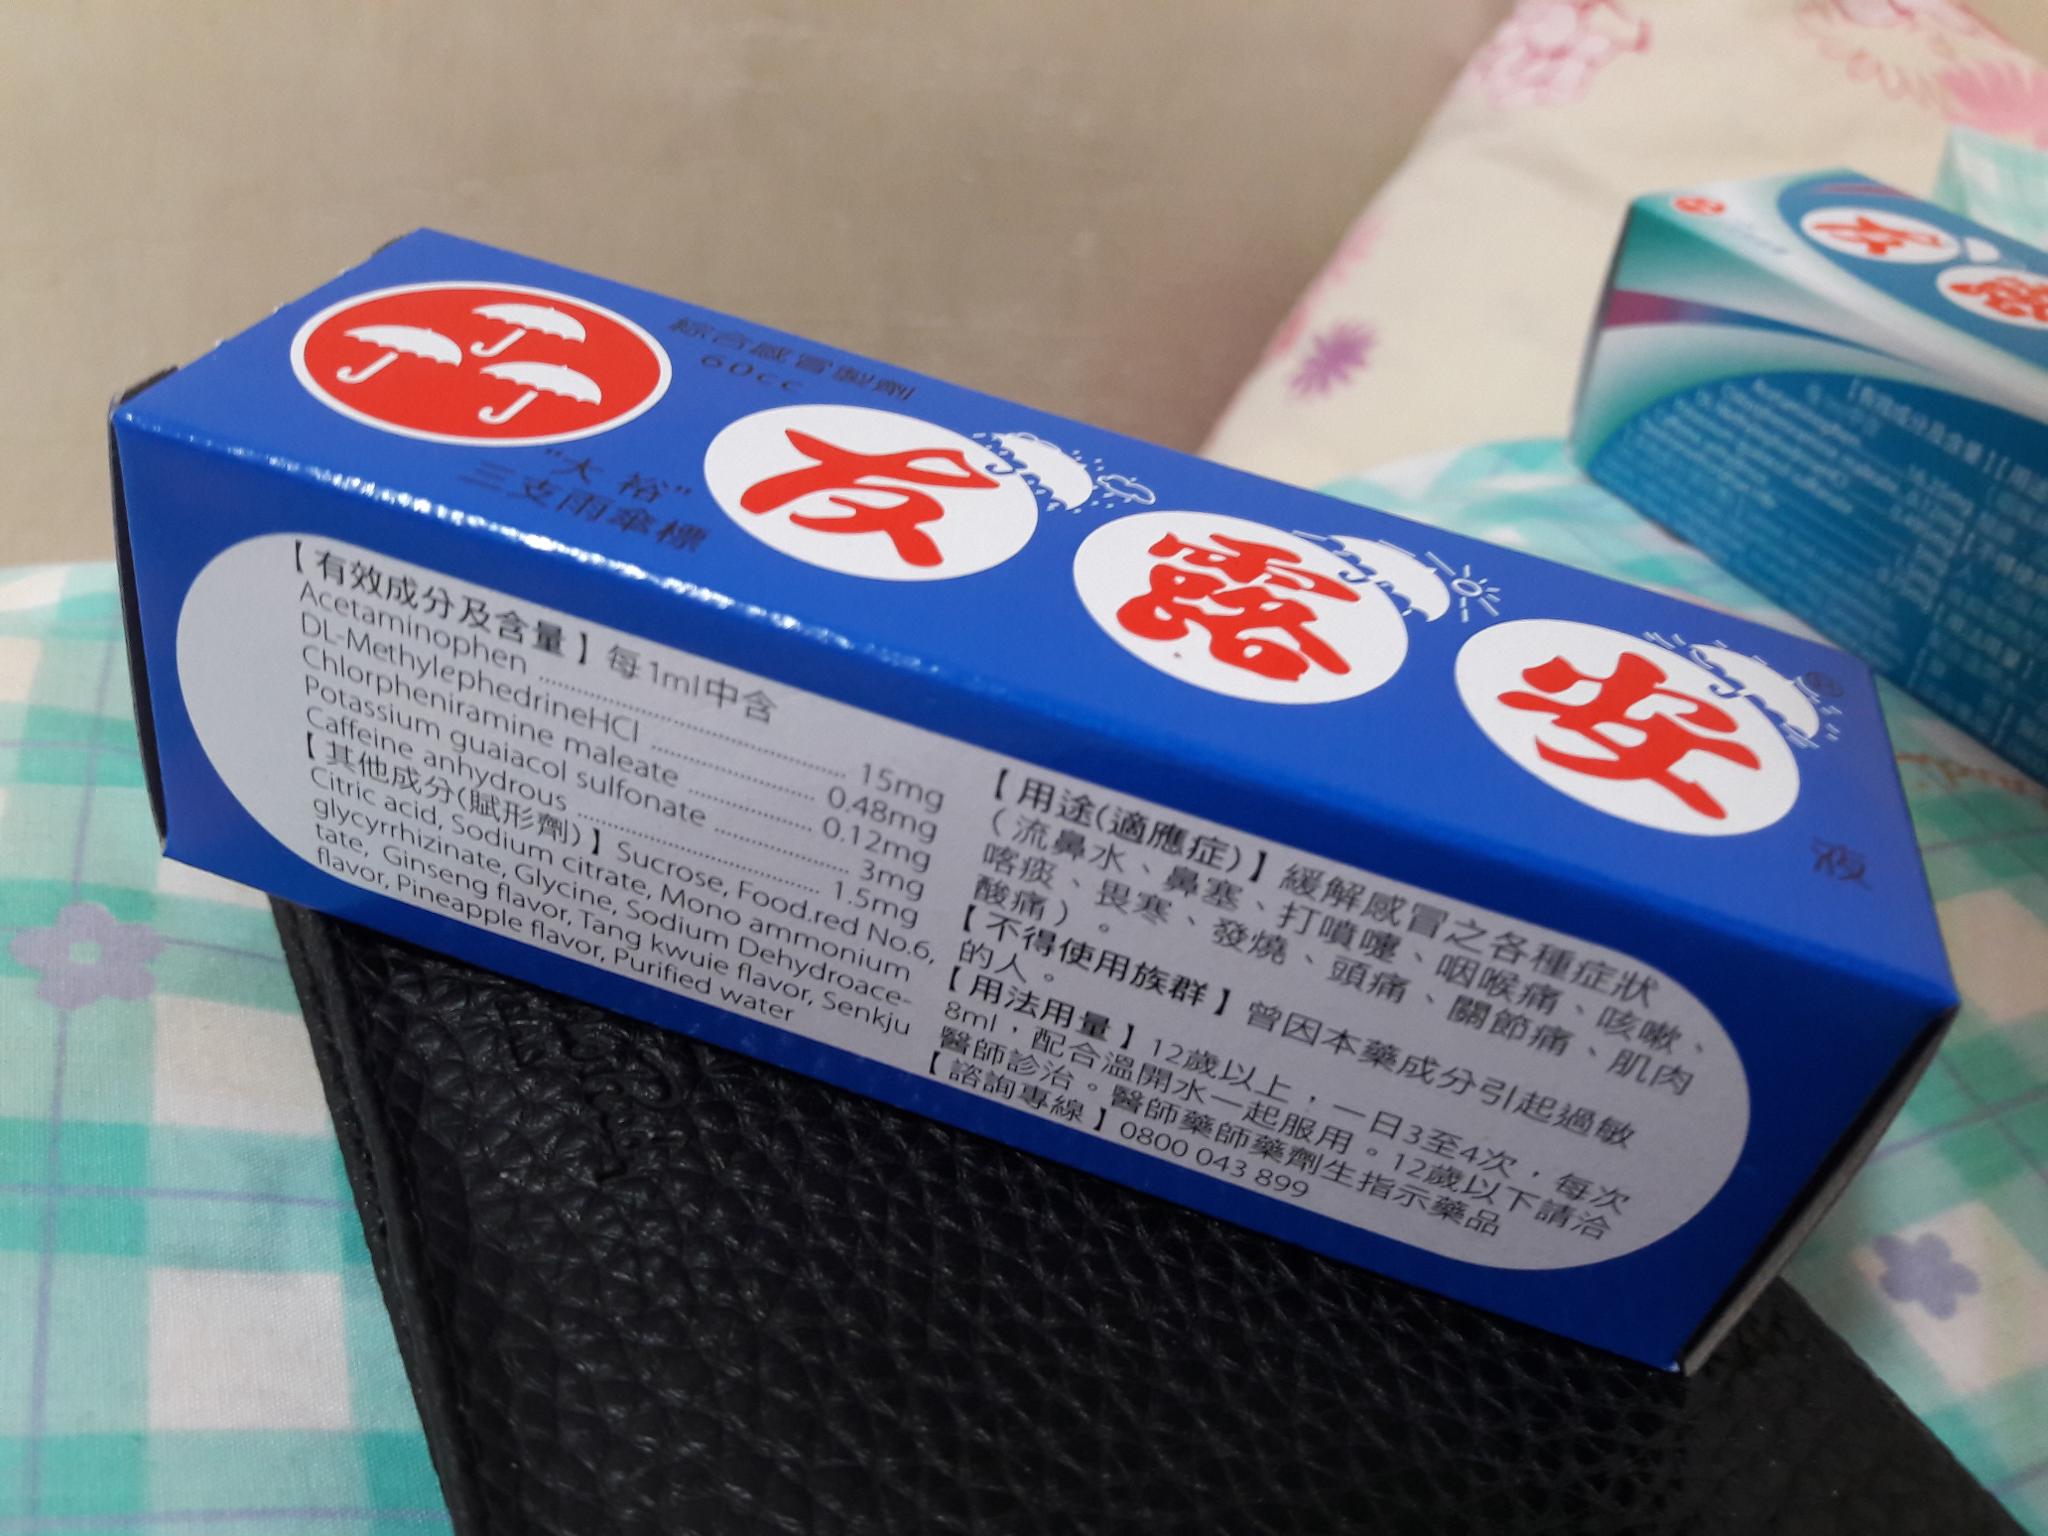 綜合感冒製劑
60cc
"大裕"
三支雨傘標
友露安
液
【有效成分及含量】每1ml中含
Acetaminophen .......... 15mg
DL-MethylephedrineHCl .......... 0.48mg
Chlorpheniramine maleate .......... 0.12mg
Potassium guaiacol sulfonate .......... 3mg
Caffeine anhydrous .......... 1.5mg
【其他成分(賦形劑)】Sucrose, Food.red No.6,
Citric acid, Sodium citrate, Mono ammonium
glycyrrhizinate, Glycine, Sodium Dehydroace-
tate, Ginseng flavor, Tang kwuie flavor, Senkju
flavor, Pineapple flavor, Purified water
【用途(適應症)】緩解感冒之各種症狀
(流鼻水、鼻塞、打噴嚏、咽喉痛、咳嗽、
喀痰、畏寒、發燒、頭痛、關節痛、肌肉
酸痛)。
【不得使用族群】曾因本藥成分引起過敏
的人。
【用法用量】12歲以上,一日3至4次,每次
8ml,配合溫開水一起服用。12歲以下請洽
醫師診治。醫師藥師藥劑生指示藥品
【諮詢專線】0800 043 899
友露